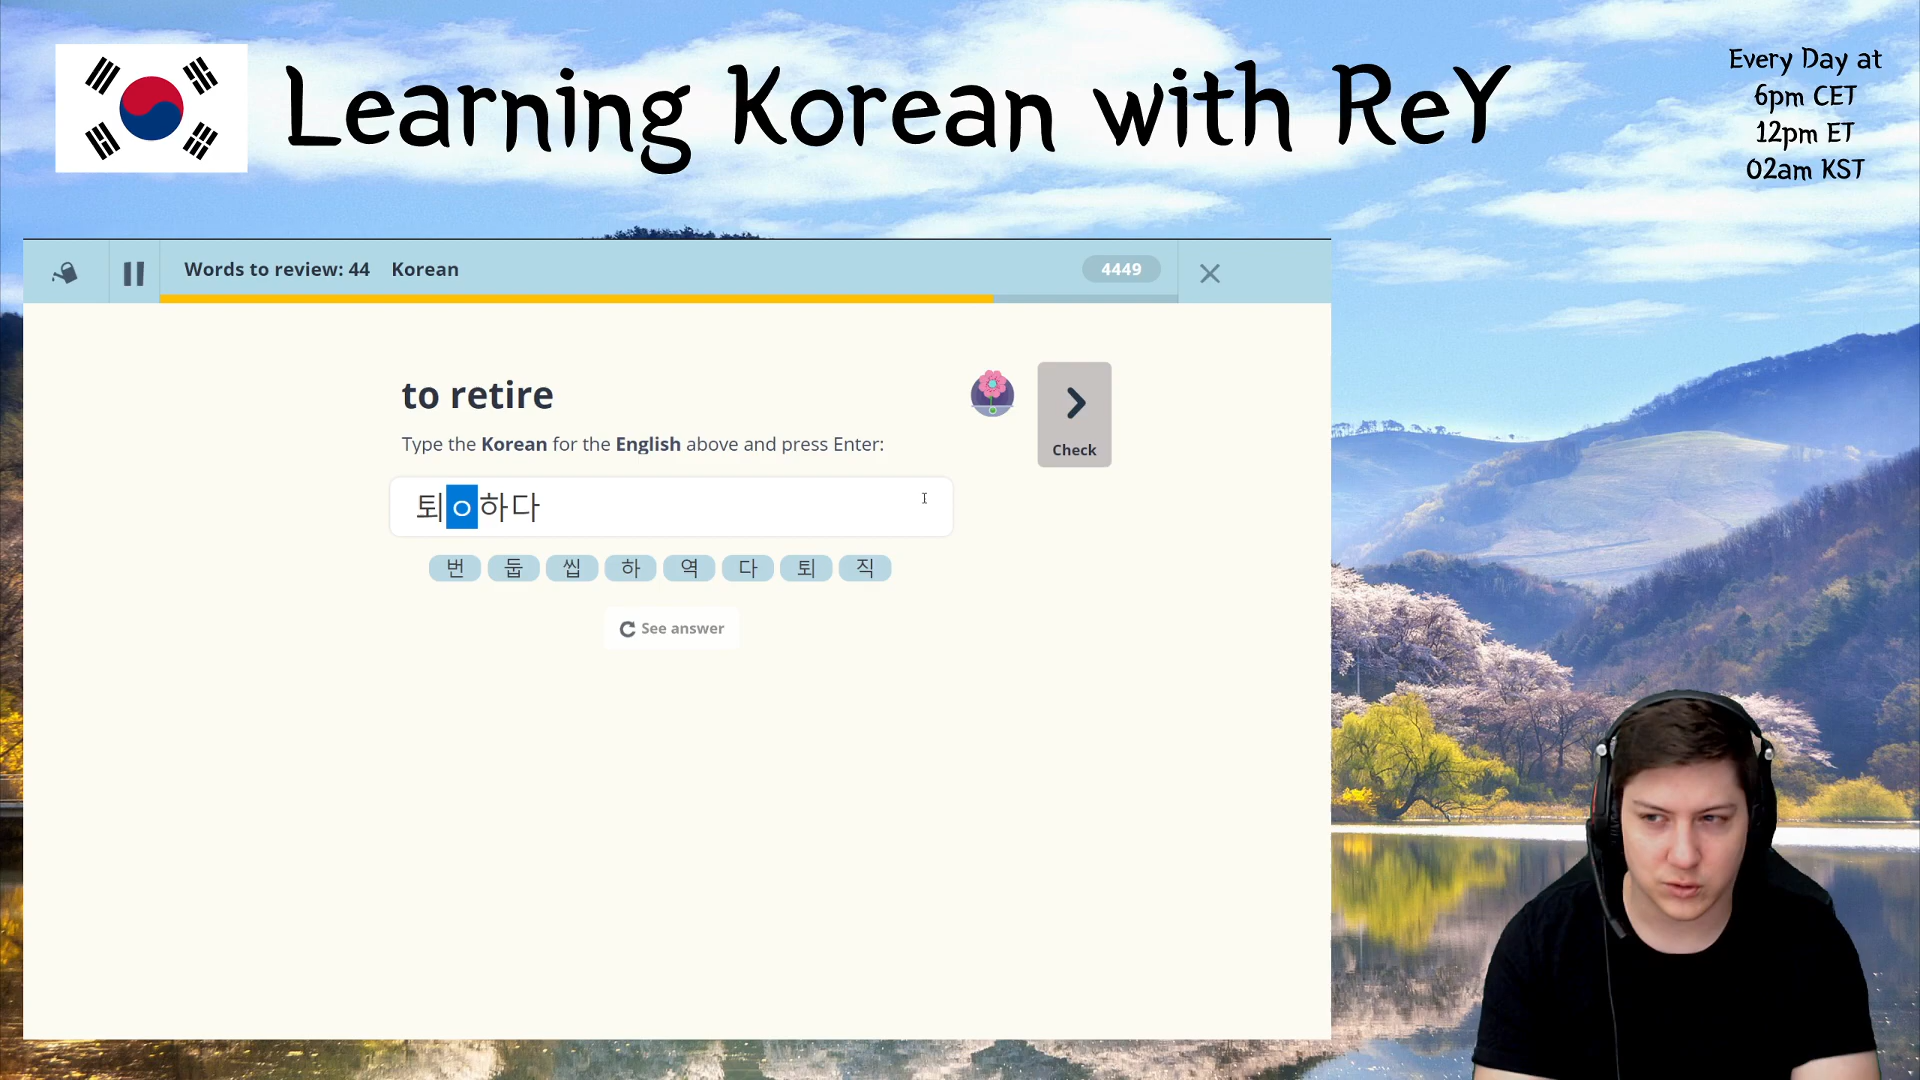 Learning Korean with ReY
Every Day at
6pm CET
12pm ET
02am KST
Words to review: 44 Korean
4449
to retire
Type the Korean for the English above and press Enter:
Check
퇴ㅇ하다
번 둡 씹 하 역 다 퇴 직
See answer